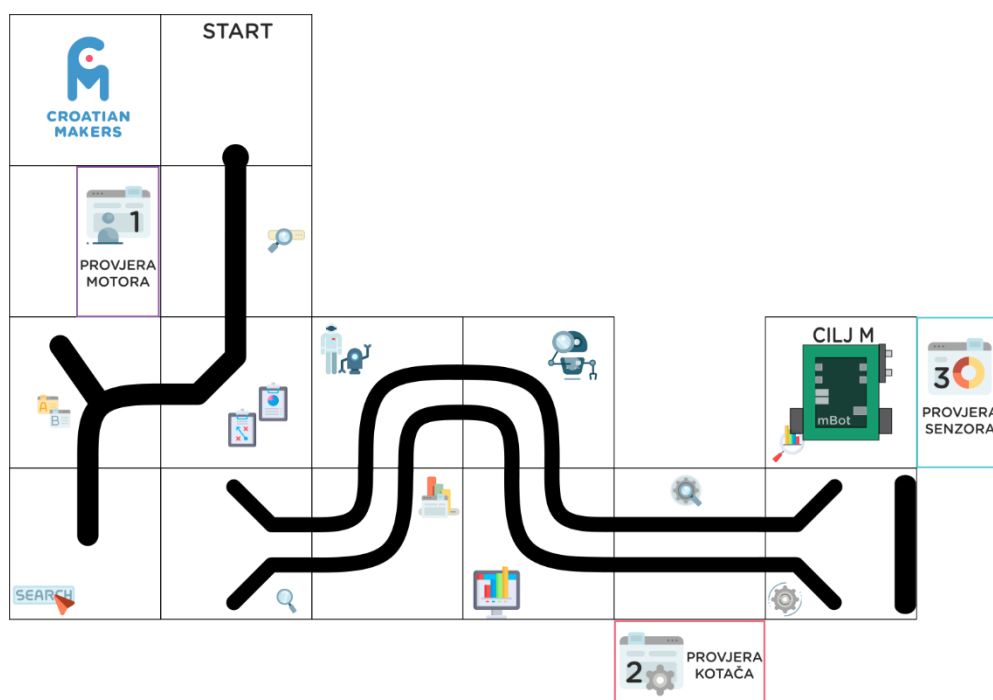 START
CROATIAN
MAKERS
1
PROVJERA
MOTORA
A
B
CILJ M
mBot
3
PROVJERA
SENZORA
SEARCH
2
PROVJERA
KOTAČA